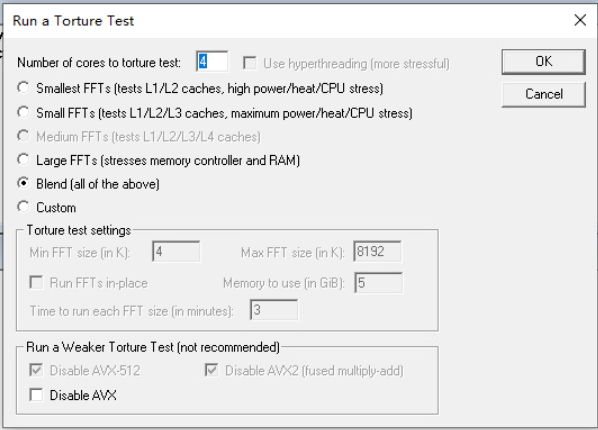 Run a Torture Test
Number of cores to torture test: 4 Use hyperthreading (more stressful) OK
Smallest FFTs (tests L1/L2 caches, high power/heat/CPU stress) Cancel
Small FFTs (tests L1/L2/L3 caches, maximum power/heat/CPU stress)
Medium FFTs (tests L1/L2/L3/L4 caches)
Large FFTs (stresses memory controller and RAM)
Blend (all of the above)
Custom
Torture test settings
Min FFT size (in K): 4 Max FFT size (in K): 8192
Run FFTs in-place Memory to use (in GiB): 5
Time to run each FFT size (in minutes): 3
Run a Weaker Torture Test (not recommended)
Disable AVX-512 Disable AVX2 (fused multiply-add)
Disable AVX